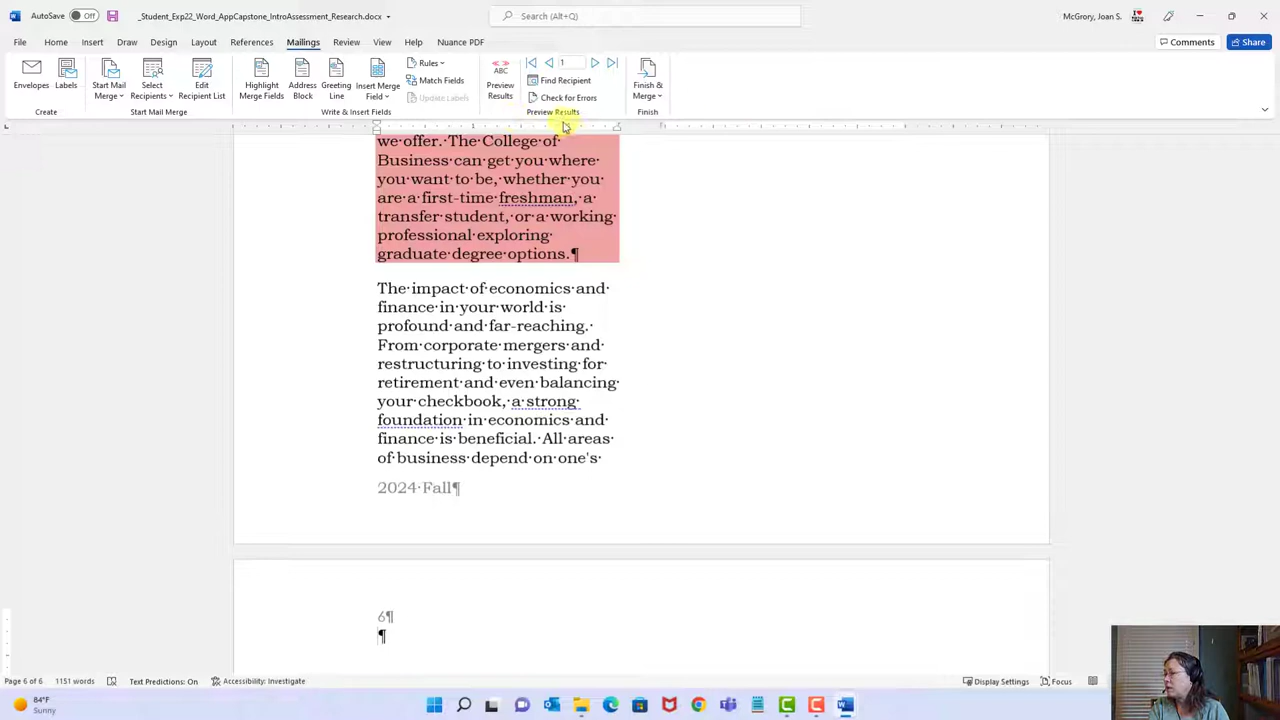 AutoSave Off _Student_Exp22_Word_AppCapstone_IntroAssessment_Research.docx Search (Alt+Q) McGrory, Joan S.
File Home Insert Draw Design Layout References Mailings Review View Help Nuance PDF Comments Share
Envelopes Labels Start Mail Merge Select Recipients Edit Recipient List Highlight Merge Fields Address Block Greeting Line Insert Merge Field Rules Match Fields Update Labels ABC Preview Results 1 Find Recipient Check for Errors Finish & Merge
Create Start Mail Merge Write & Insert Fields Preview Results Finish
we·offer.·The·College·of·
Business·can·get·you·where·
you·want·to·be,·whether·you·
are·a·first-time·freshman,·a·
transfer·student,·or·a·working·
professional·exploring·
graduate·degree·options.¶
The·impact·of·economics·and·
finance·in·your·world·is·
profound·and·far-reaching.·
From·corporate·mergers·and·
restructuring·to·investing·for·
retirement·and·even·balancing·
your·checkbook,·a·strong·
foundation·in·economics·and·
finance·is·beneficial.·All·areas·
of·business·depend·on·one's·
2024·Fall¶
6¶
¶
Page 6 of 6 1151 words Text Predictions: On Accessibility: Investigate Display Settings Focus
84°F
Sunny